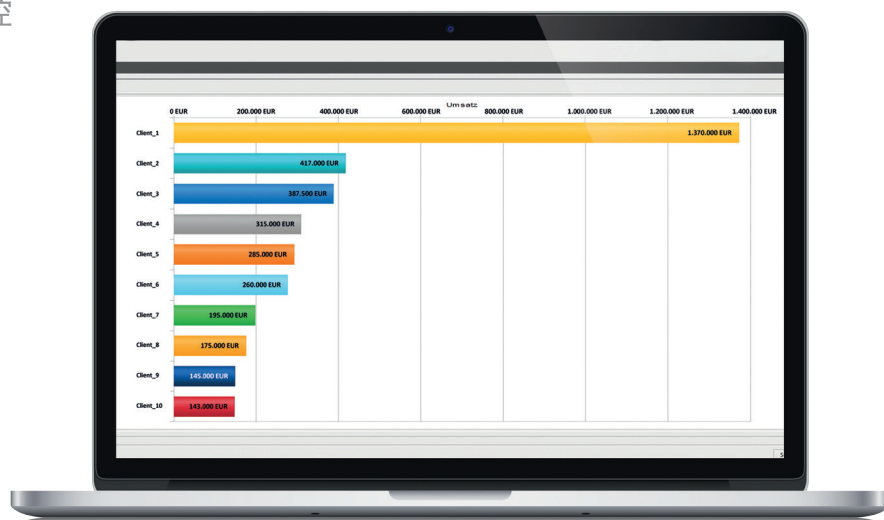 Umsatz
0 EUR 200.000 EUR 400.000 EUR 600.000 EUR 800.000 EUR 1.000.000 EUR 1.200.000 EUR 1.400.000 EUR
Client_1 1.370.000 EUR
Client_2 417.000 EUR
Client_3 387.500 EUR
Client_4 315.000 EUR
Client_5 285.000 EUR
Client_6 260.000 EUR
Client_7 195.000 EUR
Client_8 175.000 EUR
Client_9 145.000 EUR
Client_10 143.000 EUR
S